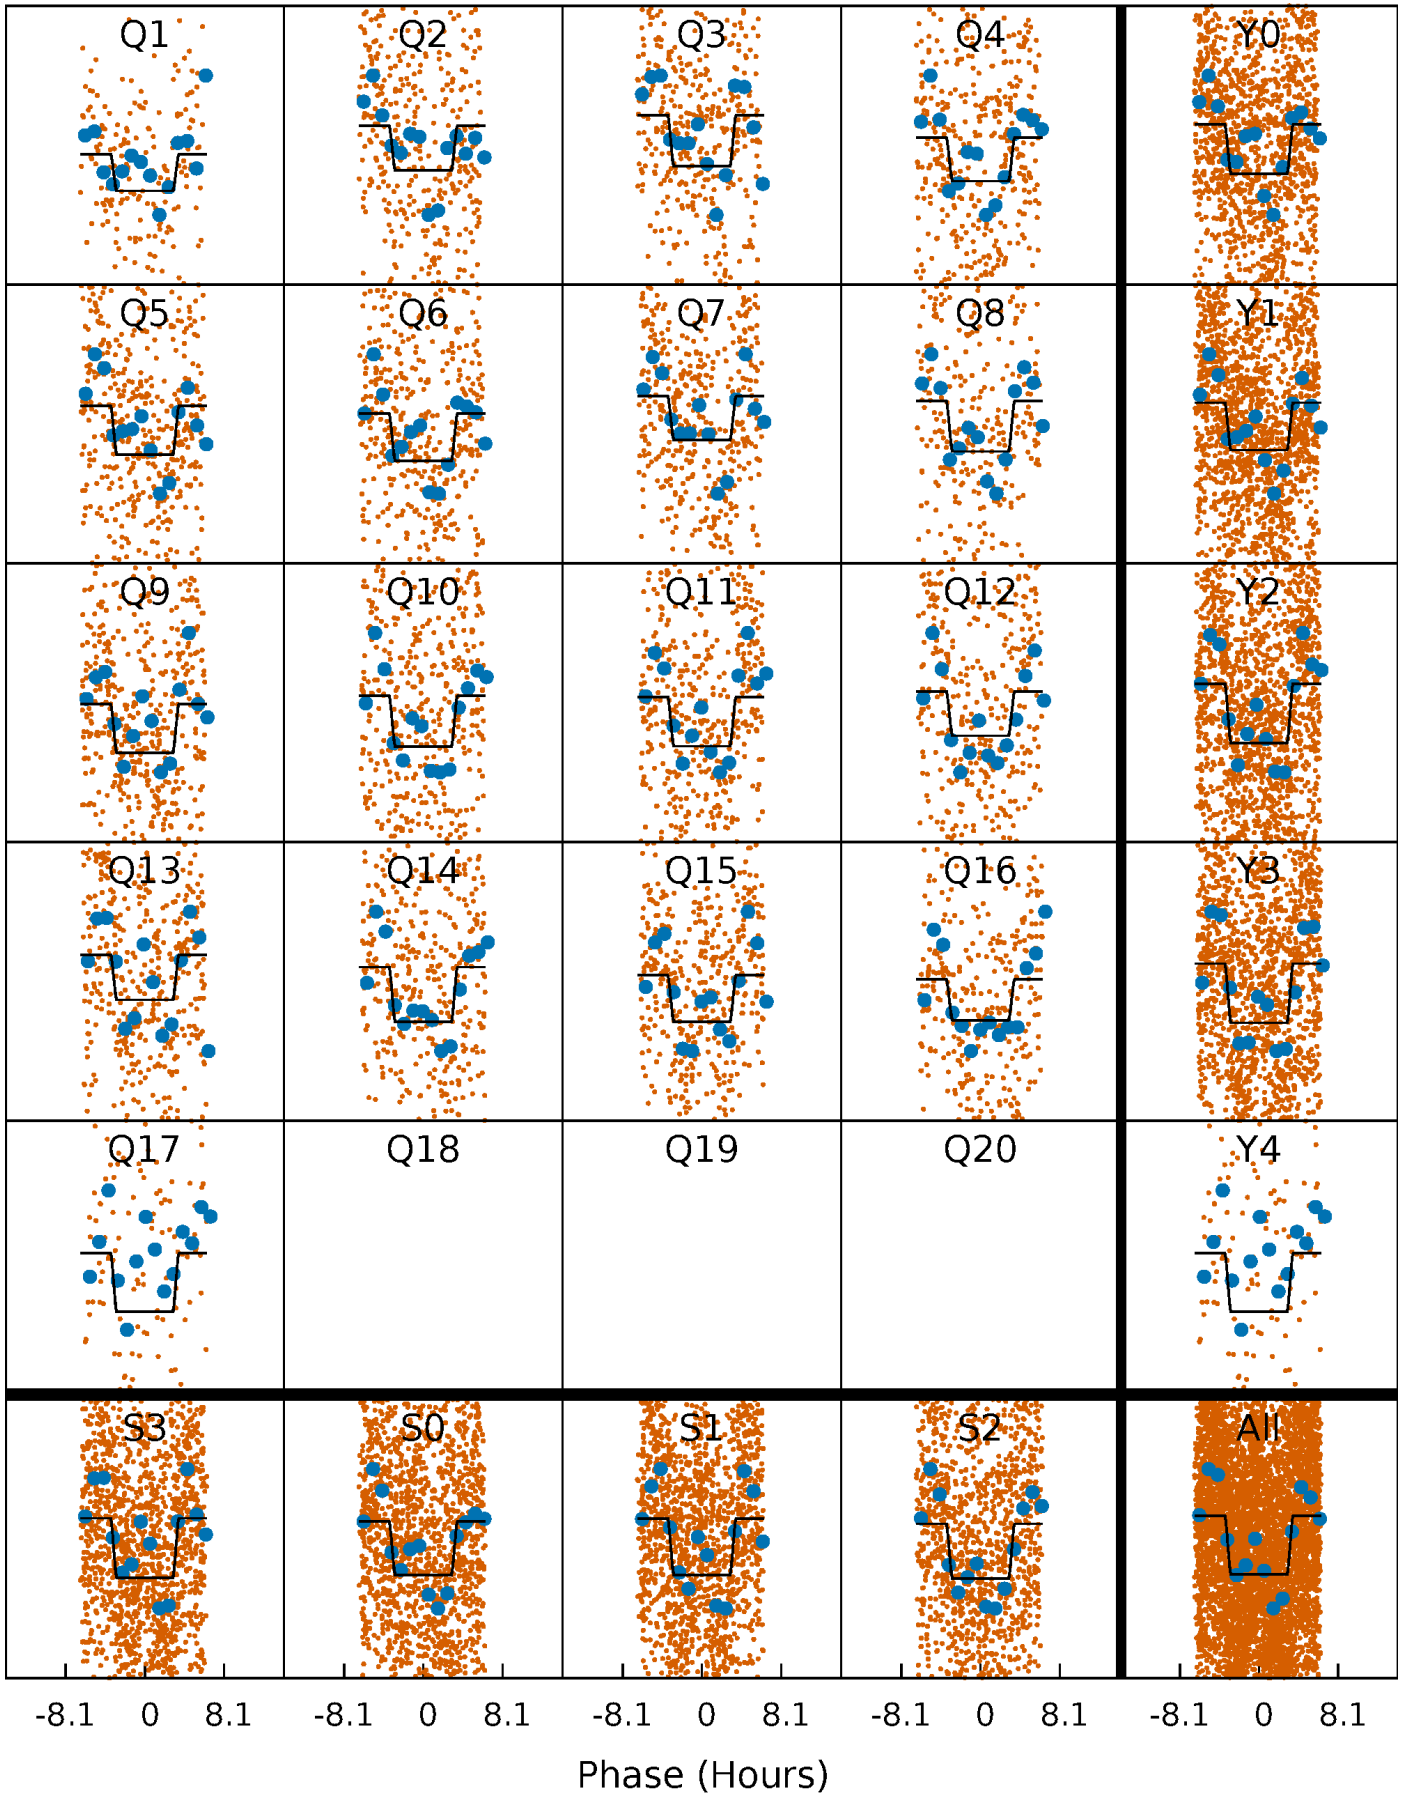 Q1 Q2 Q3 Q4 Y0
Q5 Q6 Q7 Q8 Y1
Q9 Q10 Q11 Q12 Y2
Q13 Q14 Q15 Q16 Y3
Q17 Q18 Q19 Q20 Y4
S3 S0 S1 S2 All
-8.1 0 8.1 -8.1 0 8.1 -8.1 0 8.1 -8.1 0 8.1 -8.1 0 8.1
Phase (Hours)